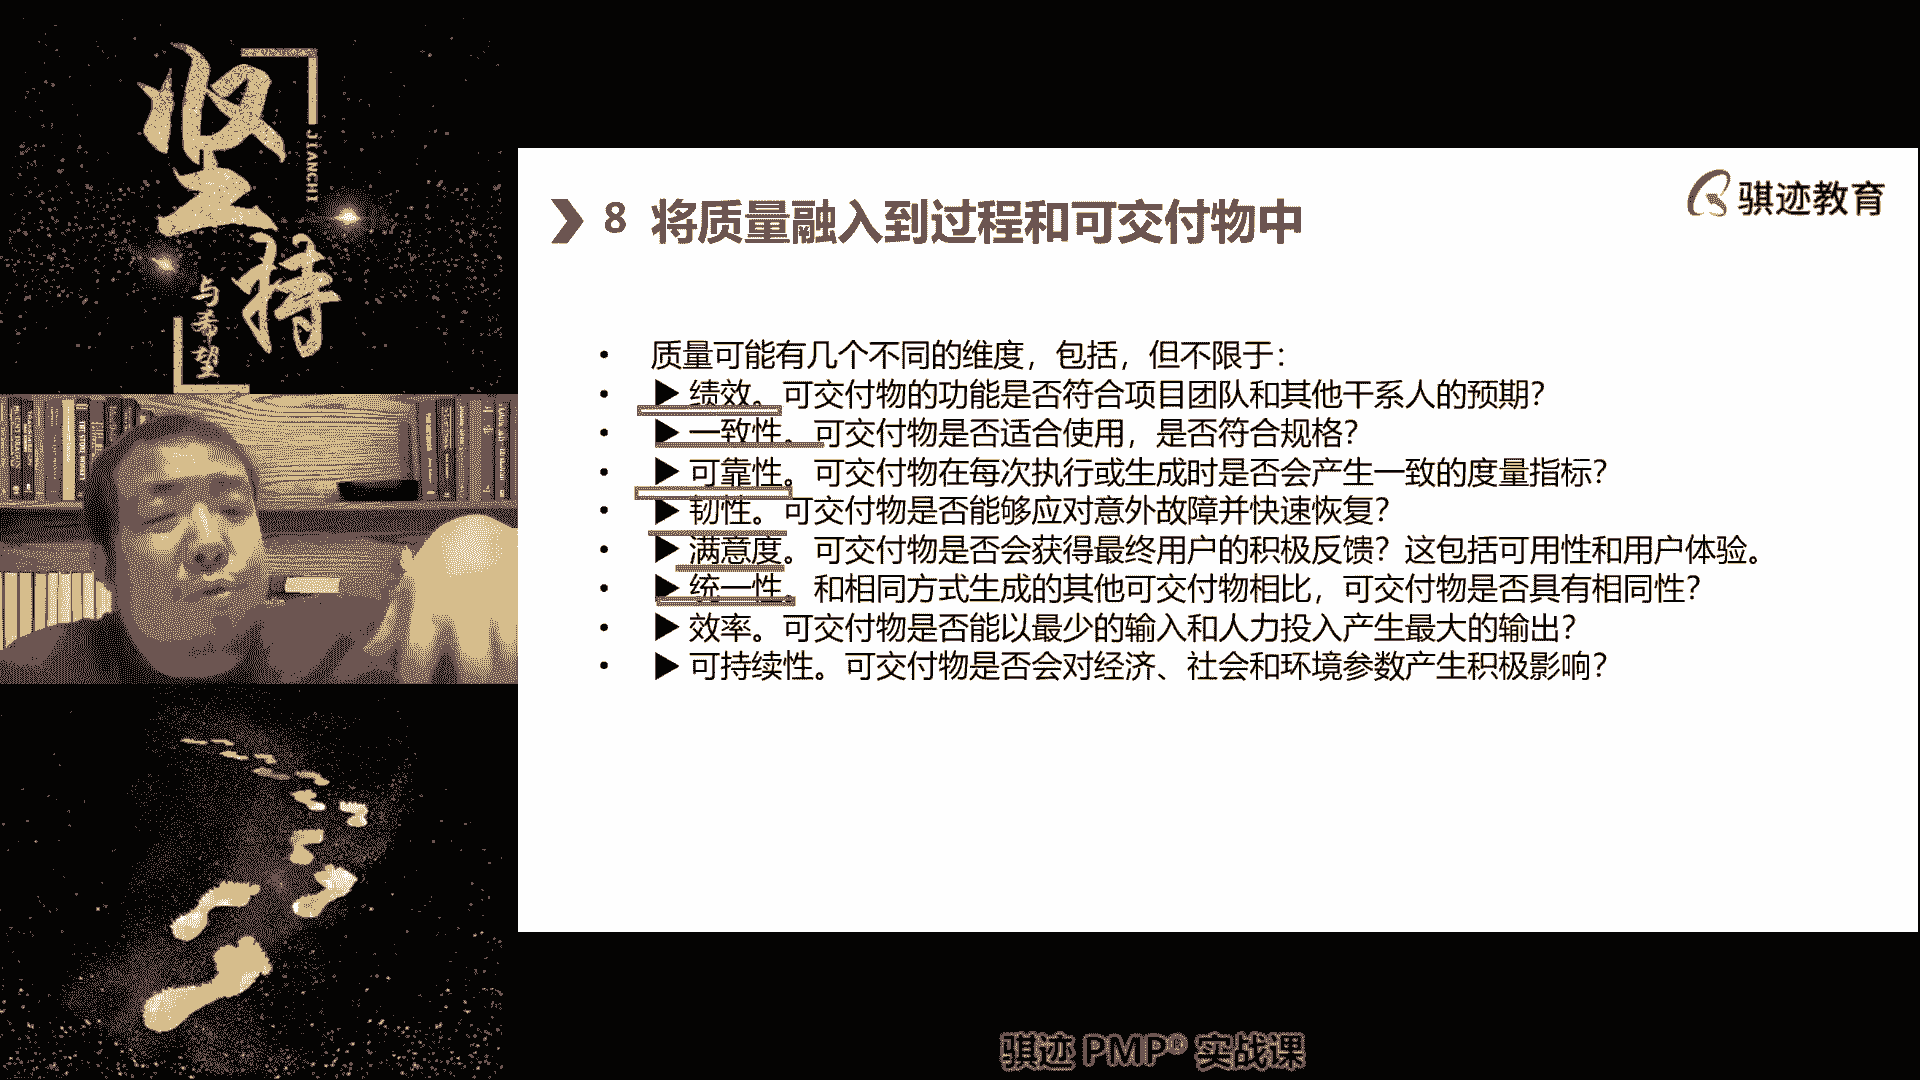 坚持
JIANCHI
与希望
骐迹教育
8 将质量融入到过程和可交付物中
• 质量可能有几个不同的维度，包括，但不限于：
• ▶ 绩效。可交付物的功能是否符合项目团队和其他干系人的预期？
• ▶ 一致性。可交付物是否适合使用，是否符合规格？
• ▶ 可靠性。可交付物在每次执行或生成时是否会产生一致的度量指标？
• ▶ 韧性。可交付物是否能够应对意外故障并快速恢复？
• ▶ 满意度。可交付物是否会获得最终用户的积极反馈？这包括可用性和用户体验。
• ▶ 统一性。和相同方式生成的其他可交付物相比，可交付物是否具有相同性？
• ▶ 效率。可交付物是否能以最少的输入和人力投入产生最大的输出？
• ▶ 可持续性。可交付物是否会对经济、社会和环境参数产生积极影响？
骐迹 PMP® 实战课